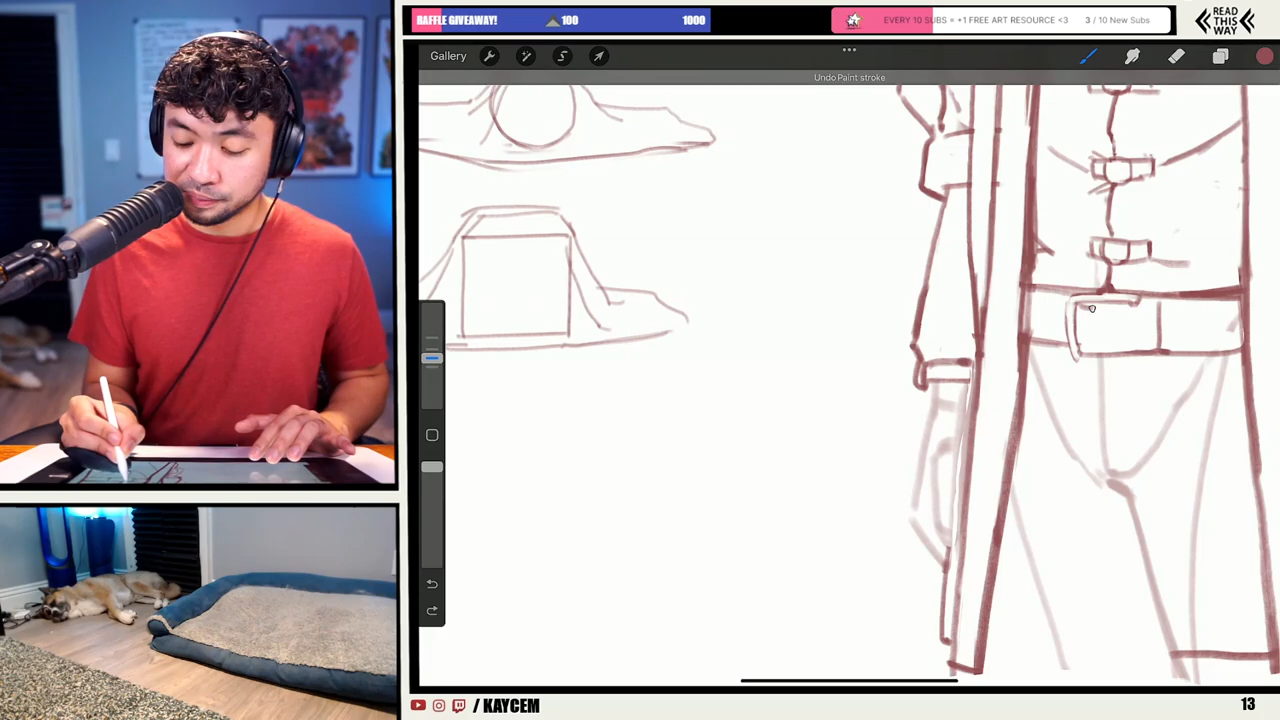 RAFFLE GIVEAWAY!
100
1000
EVERY 10 SUBS = +1 FREE ART RESOURCE <3
3 / 10 New Subs
READ
THIS
WAY
Gallery
Undo Paint stroke
/ KAYCEM
13